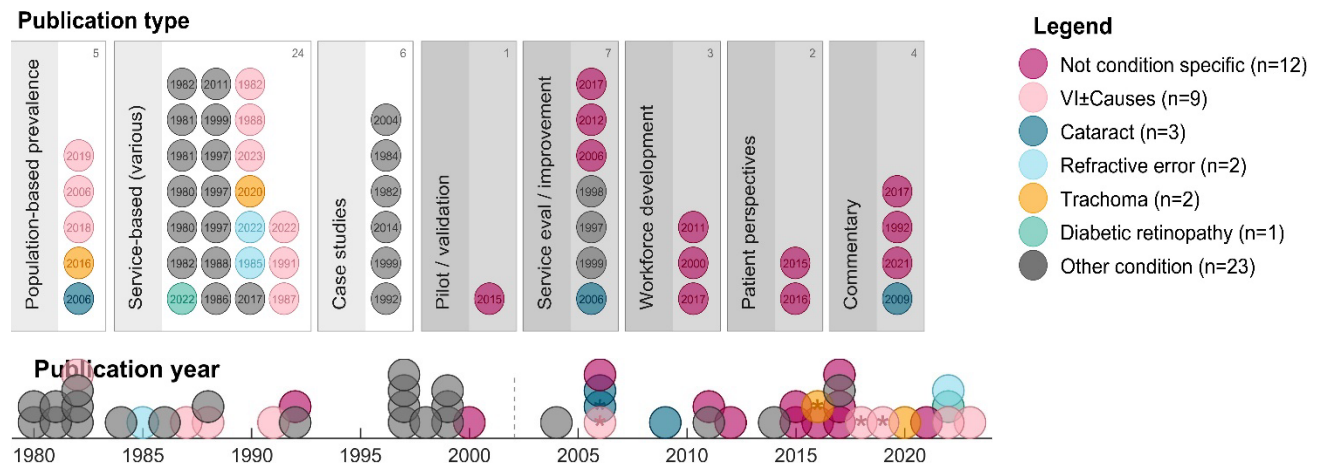 Publication type
Legend
Population-based prevalence
5
2019
2006
2018
2016
2006
Service-based (various)
24
1982 2011 1982
1981 1999 1988
1981 1997 2023
1980 1997 2020
1980 1997 2022 2022
1982 1988 1985 1991
2022 1986 2017 1987
Case studies
6
2004
1984
1982
2014
1999
1992
Pilot / validation
1
2015
Service eval / improvement
7
2017
2012
2006
1998
1997
1999
2006
Workforce development
3
2011
2000
2017
Patient perspectives
2
2015
2016
Commentary
4
2017
1992
2021
2009
Not condition specific (n=12)
VI±Causes (n=9)
Cataract (n=3)
Refractive error (n=2)
Trachoma (n=2)
Diabetic retinopathy (n=1)
Other condition (n=23)
Publication year
* * * * *
1980 1985 1990 1995 2000 2005 2010 2015 2020